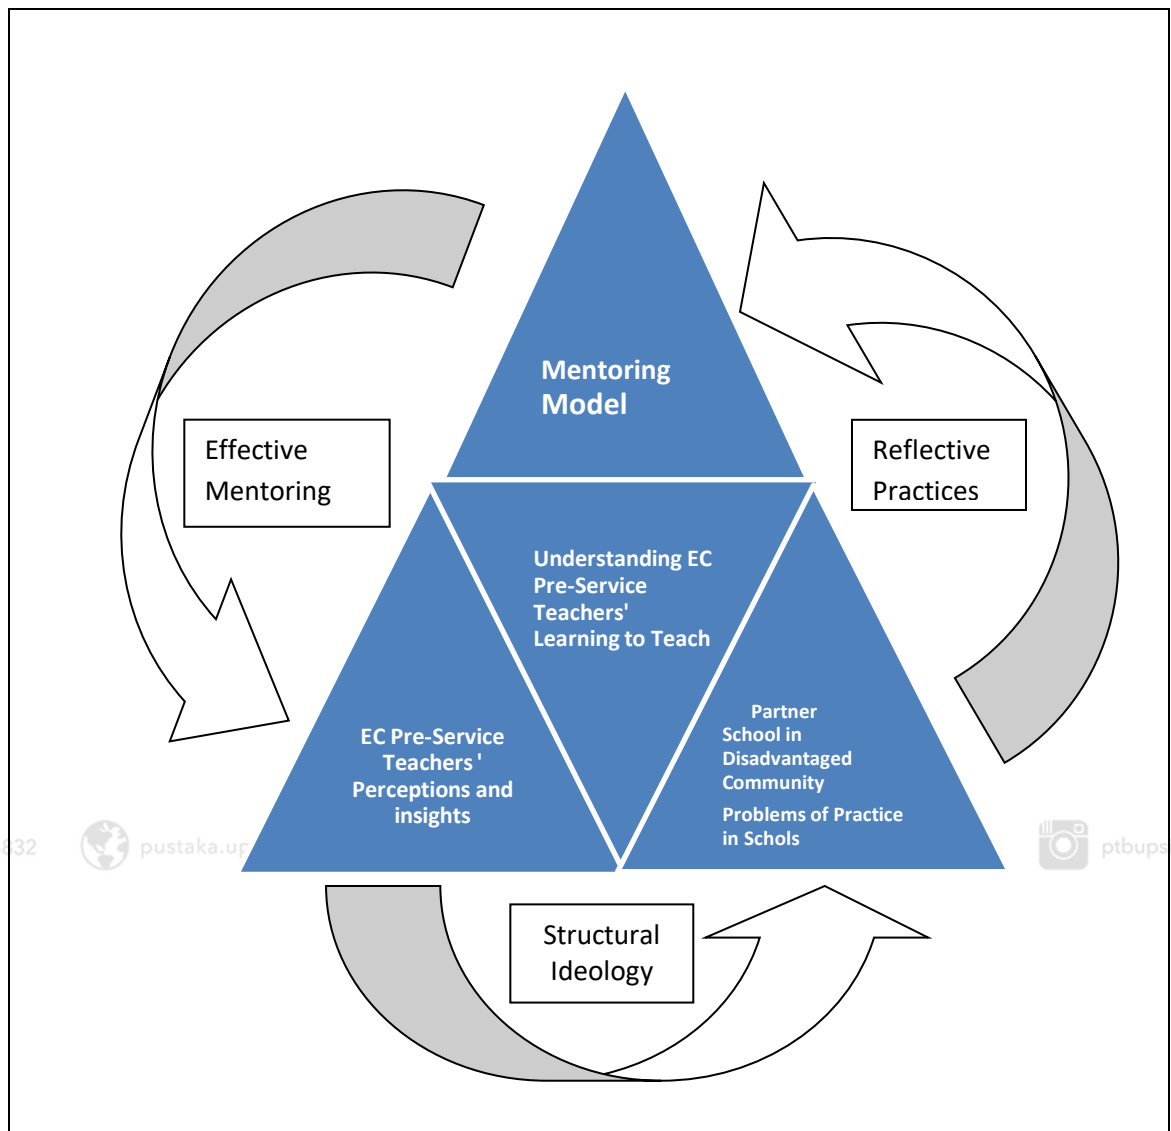 Mentoring
Model
Effective
Mentoring
Reflective
Practices
Understanding EC
Pre-Service
Teachers'
Learning to Teach
EC Pre-Service
Teachers '
Perceptions and
insights
Partner
School in
Disadvantaged
Community
Problems of Practice
in Schols
832
pustaka.up
ptbups
Structural
Ideology